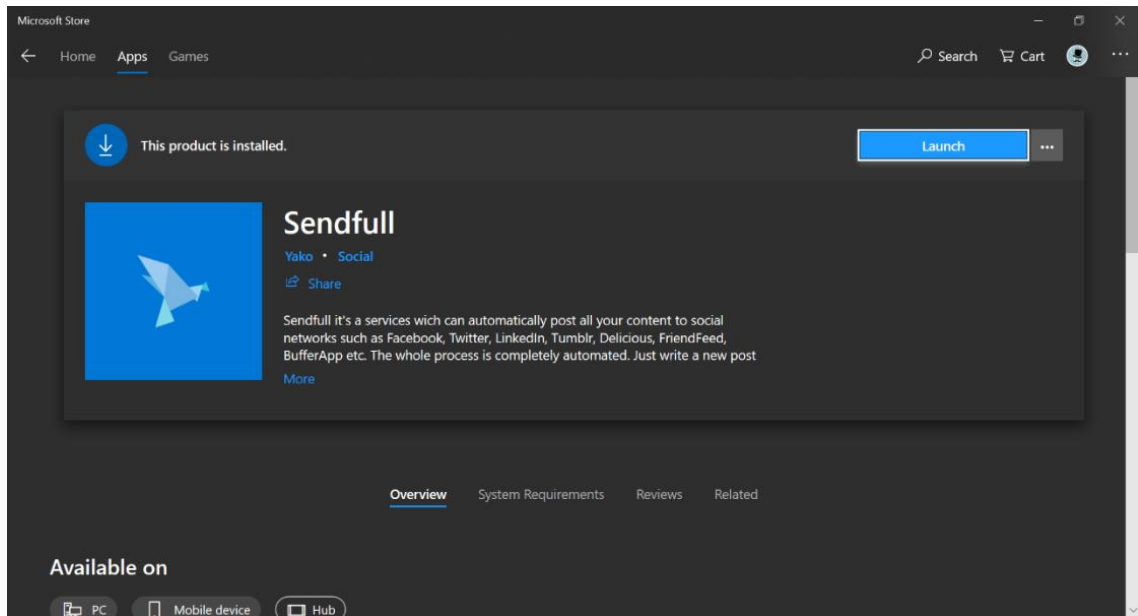 Microsoft Store
Home Apps Games Search Cart
This product is installed. Launch
Sendfull
Yako • Social
Share
Sendfull it's a services wich can automatically post all your content to social
networks such as Facebook, Twitter, LinkedIn, Tumblr, Delicious, FriendFeed,
BufferApp etc. The whole process is completely automated. Just write a new post
More
Overview System Requirements Reviews Related
Available on
PC Mobile device Hub